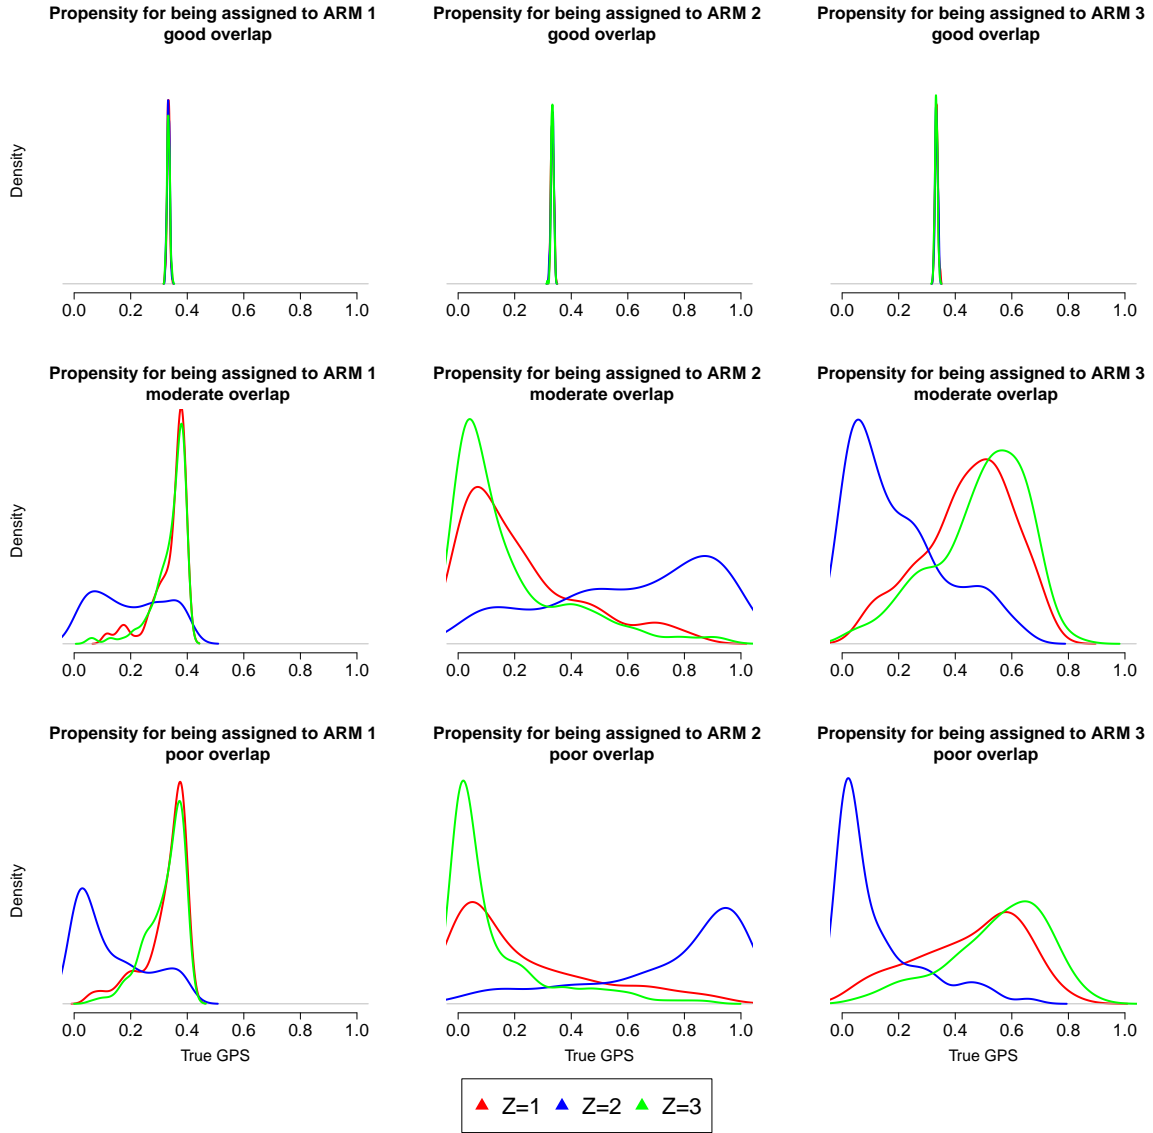 Propensity for being assigned to ARM 1
good overlap
Propensity for being assigned to ARM 2
good overlap
Propensity for being assigned to ARM 3
good overlap
Density
0.0 0.2 0.4 0.6 0.8 1.0
0.0 0.2 0.4 0.6 0.8 1.0
0.0 0.2 0.4 0.6 0.8 1.0
Propensity for being assigned to ARM 1
moderate overlap
Propensity for being assigned to ARM 2
moderate overlap
Propensity for being assigned to ARM 3
moderate overlap
Density
0.0 0.2 0.4 0.6 0.8 1.0
0.0 0.2 0.4 0.6 0.8 1.0
0.0 0.2 0.4 0.6 0.8 1.0
Propensity for being assigned to ARM 1
poor overlap
Propensity for being assigned to ARM 2
poor overlap
Propensity for being assigned to ARM 3
poor overlap
Density
0.0 0.2 0.4 0.6 0.8 1.0
0.0 0.2 0.4 0.6 0.8 1.0
0.0 0.2 0.4 0.6 0.8 1.0
True GPS
True GPS
True GPS
Z=1 Z=2 Z=3